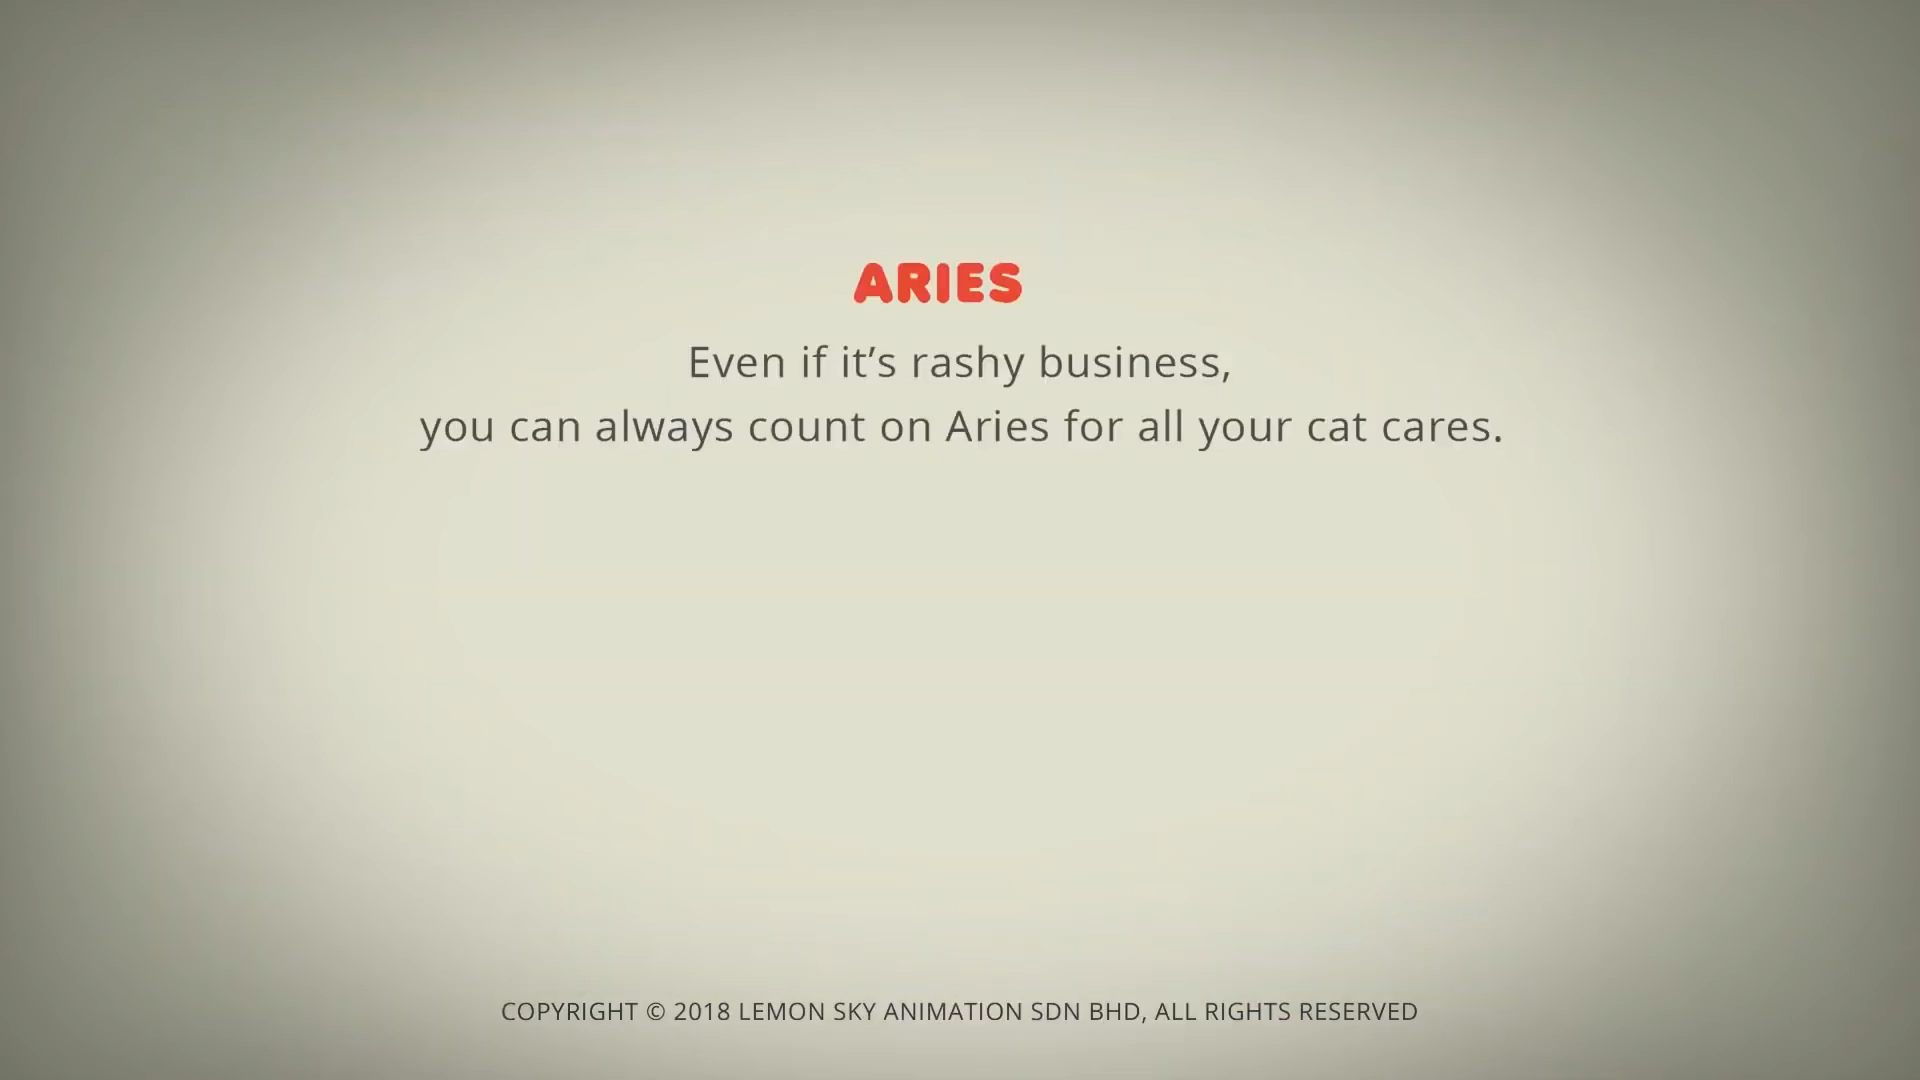 ARIES
Even if it’s rashy business,
you can always count on Aries for all your cat cares.
COPYRIGHT © 2018 LEMON SKY ANIMATION SDN BHD, ALL RIGHTS RESERVED